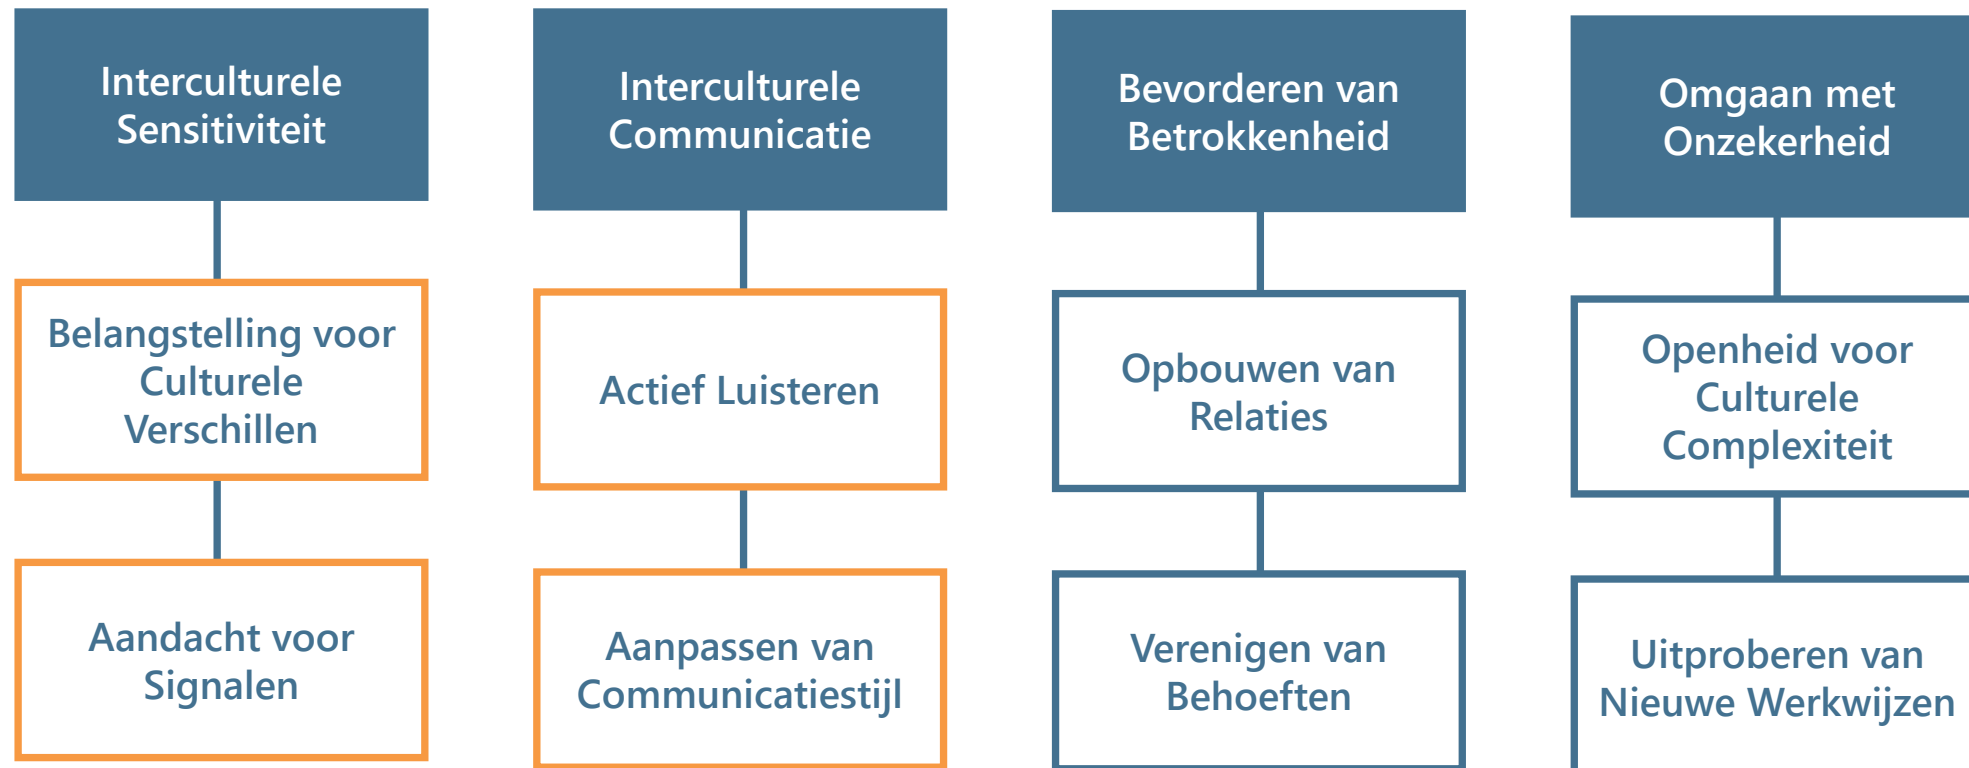 Interculturele
Sensitiviteit
Belangstelling voor
Culturele
Verschillen
Aandacht voor
Signalen
Interculturele
Communicatie
Actief Luisteren
Aanpassen van
Communicatiestijl
Bevorderen van
Betrokkenheid
Opbouwen van
Relaties
Verenigen van
Behoeften
Omgaan met
Onzekerheid
Openheid voor
Culturele
Complexiteit
Uitproberen van
Nieuwe Werkwijzen